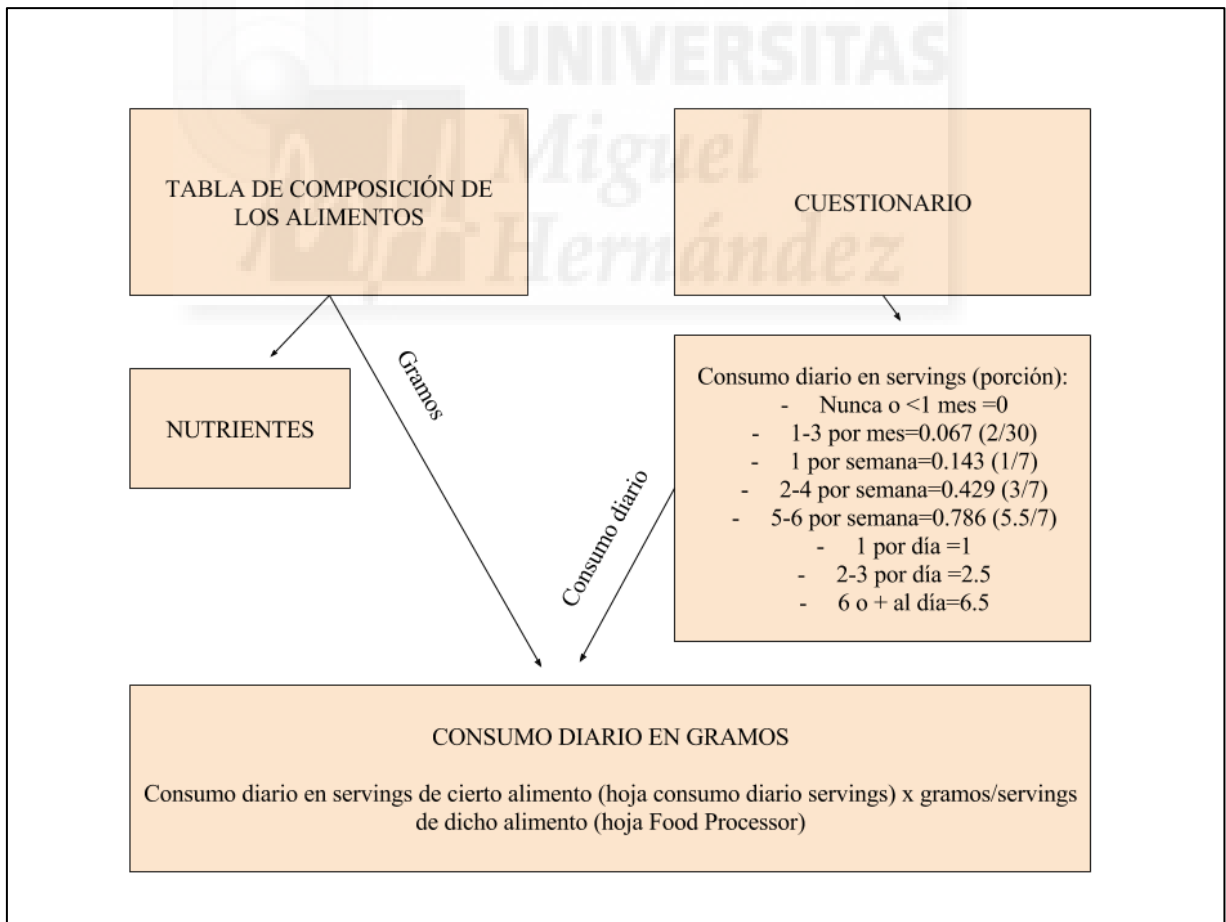 UNIVERSITAS
Miguel
Hernández
TABLA DE COMPOSICIÓN DE
LOS ALIMENTOS
CUESTIONARIO
NUTRIENTES
Gramos
Consumo diario
Consumo diario en servings (porción):
- Nunca o <1 mes =0
- 1-3 por mes=0.067 (2/30)
- 1 por semana=0.143 (1/7)
- 2-4 por semana=0.429 (3/7)
- 5-6 por semana=0.786 (5.5/7)
- 1 por día =1
- 2-3 por día =2.5
- 6 o + al día=6.5
CONSUMO DIARIO EN GRAMOS
Consumo diario en servings de cierto alimento (hoja consumo diario servings) x gramos/servings
de dicho alimento (hoja Food Processor)